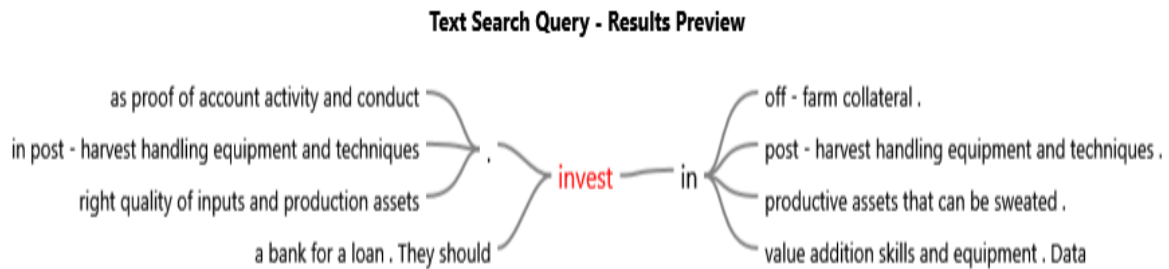 Text Search Query - Results Preview
as proof of account activity and conduct
in post - harvest handling equipment and techniques
right quality of inputs and production assets
.
a bank for a loan . They should
invest
in
off - farm collateral .
post - harvest handling equipment and techniques .
productive assets that can be sweated .
value addition skills and equipment . Data